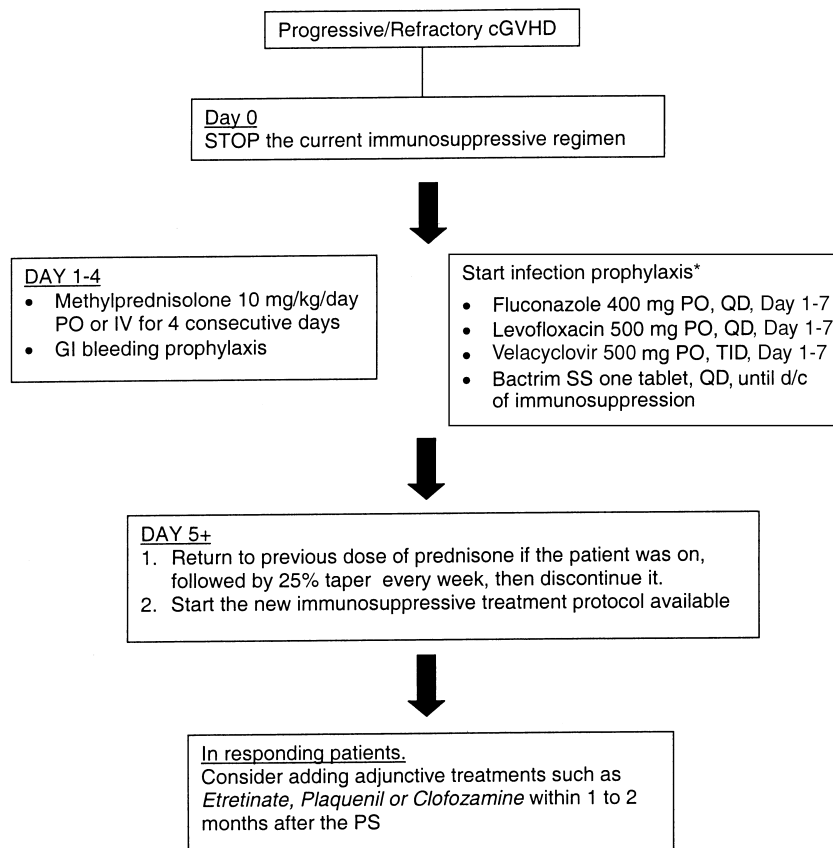 Progressive/Refractory cGVHD
Day 0
STOP the current immunosuppressive regimen
DAY 1-4
• Methylprednisolone 10 mg/kg/day
PO or IV for 4 consecutive days
• GI bleeding prophylaxis
Start infection prophylaxis*
• Fluconazole 400 mg PO, QD, Day 1-7
• Levofloxacin 500 mg PO, QD, Day 1-7
• Velacyclovir 500 mg PO, TID, Day 1-7
• Bactrim SS one tablet, QD, until d/c
of immunosuppression
DAY 5+
1. Return to previous dose of prednisone if the patient was on,
followed by 25% taper every week, then discontinue it.
2. Start the new immunosuppressive treatment protocol available
In responding patients.
Consider adding adjunctive treatments such as
Etretinate, Plaquenil or Clofozamine within 1 to 2
months after the PS